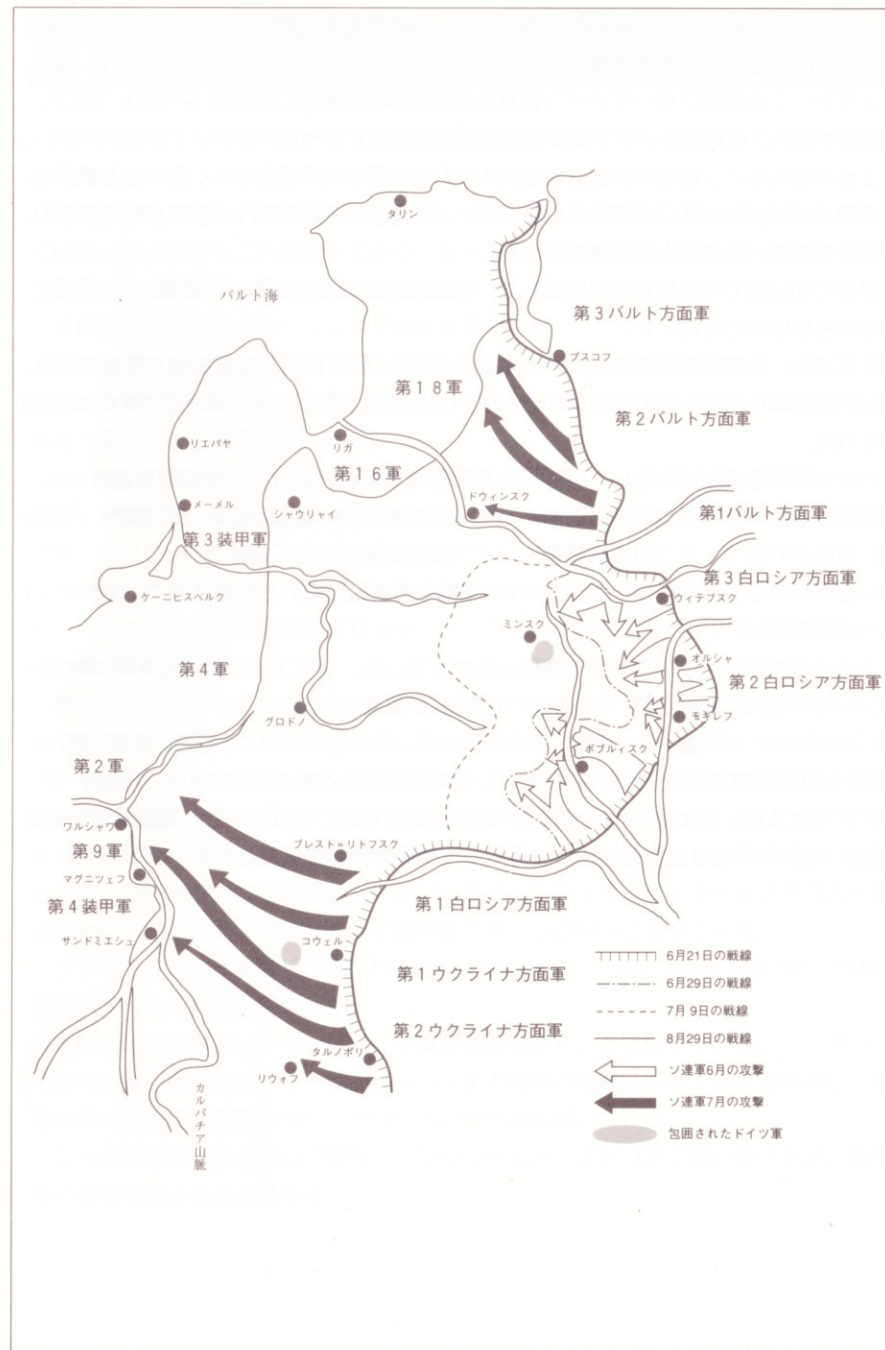 タリン
バルト海
第3バルト方面軍
プスコフ
第18軍
第2バルト方面軍
リエパヤ
リガ
第16軍
メーメル
シャウリャイ
ドウィンスク
第1バルト方面軍
第3装甲軍
第3白ロシア方面軍
ケーニヒスベルク
ウィテブスク
ミンスク
第4軍
オルシャ
第2白ロシア方面軍
グロドノ
モギレフ
ボブルイスク
第2軍
ワルシャワ
ブレスト=リトフスク
第9軍
マグニツェフ
第4装甲軍
第1白ロシア方面軍
サンドミエシュ
コウェル
第1ウクライナ方面軍
第2ウクライナ方面軍
タルノポリ
リウォフ
カルパチア山脈
6月21日の戦線
6月29日の戦線
7月9日の戦線
8月29日の戦線
ソ連軍6月の攻撃
ソ連軍7月の攻撃
包囲されたドイツ軍